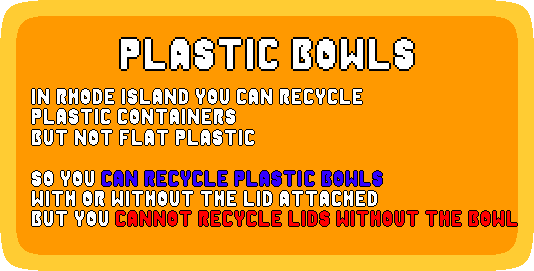 PLASTIC BOWLS
IN RHODE ISLAND YOU CAN RECYCLE
PLASTIC CONTAINERS
BUT NOT FLAT PLASTIC
SO YOU CAN RECYCLE PLASTIC BOWLS
WITH OR WITHOUT THE LID ATTACHED
BUT YOU CANNOT RECYCLE LIDS WITHOUT THE BOWL